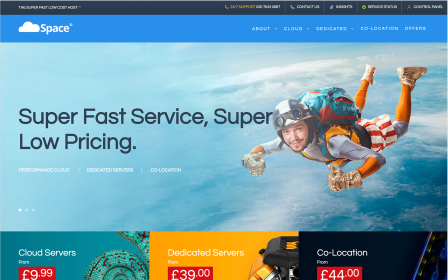 THE SUPER FAST LOW COST HOST™
24/7 SUPPORT 020 7043 0887
CONTACT US
INSIGHTS
SERVICE STATUS
CONTROL PANEL
Space®
ABOUT
CLOUD
DEDICATED
CO-LOCATION
OFFERS
Super Fast Service, Super
Low Pricing.
PERFORMANCE CLOUD | DEDICATED SERVERS | CO-LOCATION
Cloud Servers
From
£9.99
Dedicated Servers
From
£39.00
Co-Location
From
£44.00